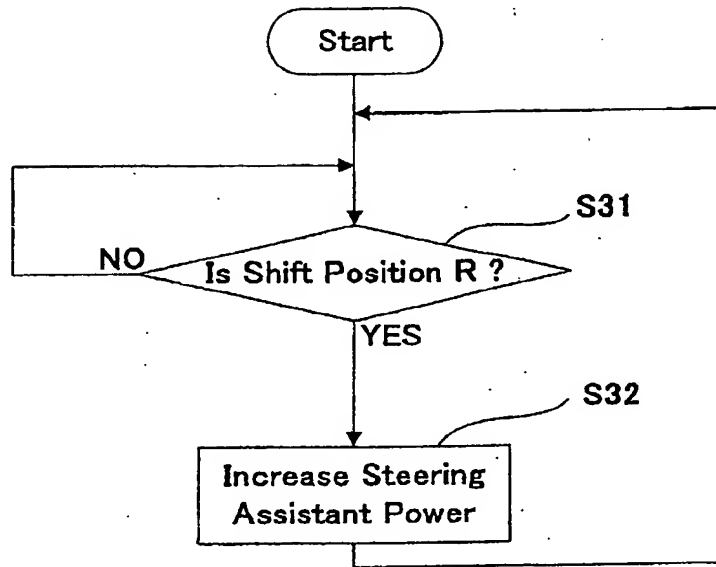 Start
S31
NO
Is Shift Position R ?
YES
S32
Increase Steering
Assistant Power